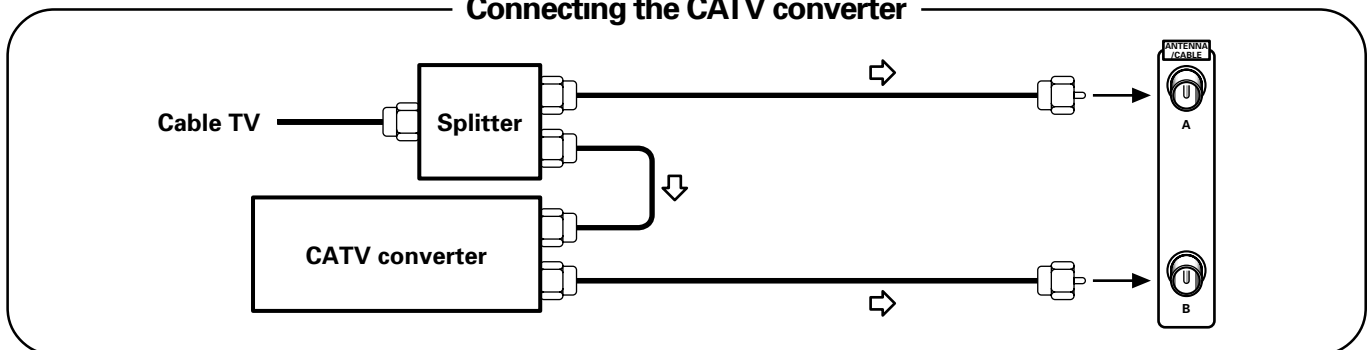 Connecting the CATV converter
ANTENNA
/CABLE
Cable TV
Splitter
A
CATV converter
B